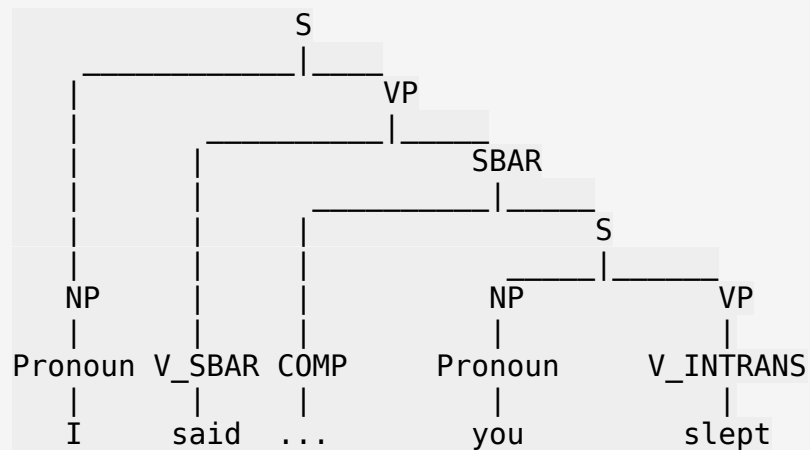 S
VP
SBAR
S
NP NP VP
Pronoun V_SBAR COMP Pronoun V_INTRANS
I said ... you slept